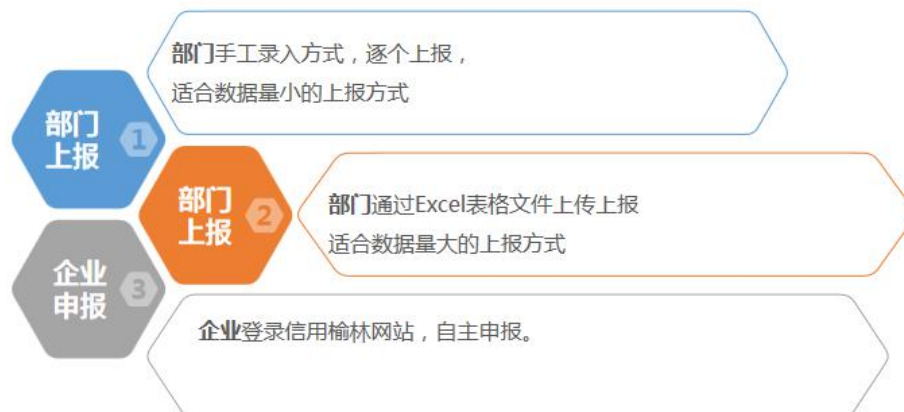 部门手工录入方式，逐个上报，
适合数据量小的上报方式
部门
上报
1
部门
上报
2
部门通过Excel表格文件上传上报
适合数据量大的上报方式
企业
申报
3
企业登录信用榆林网站，自主申报。